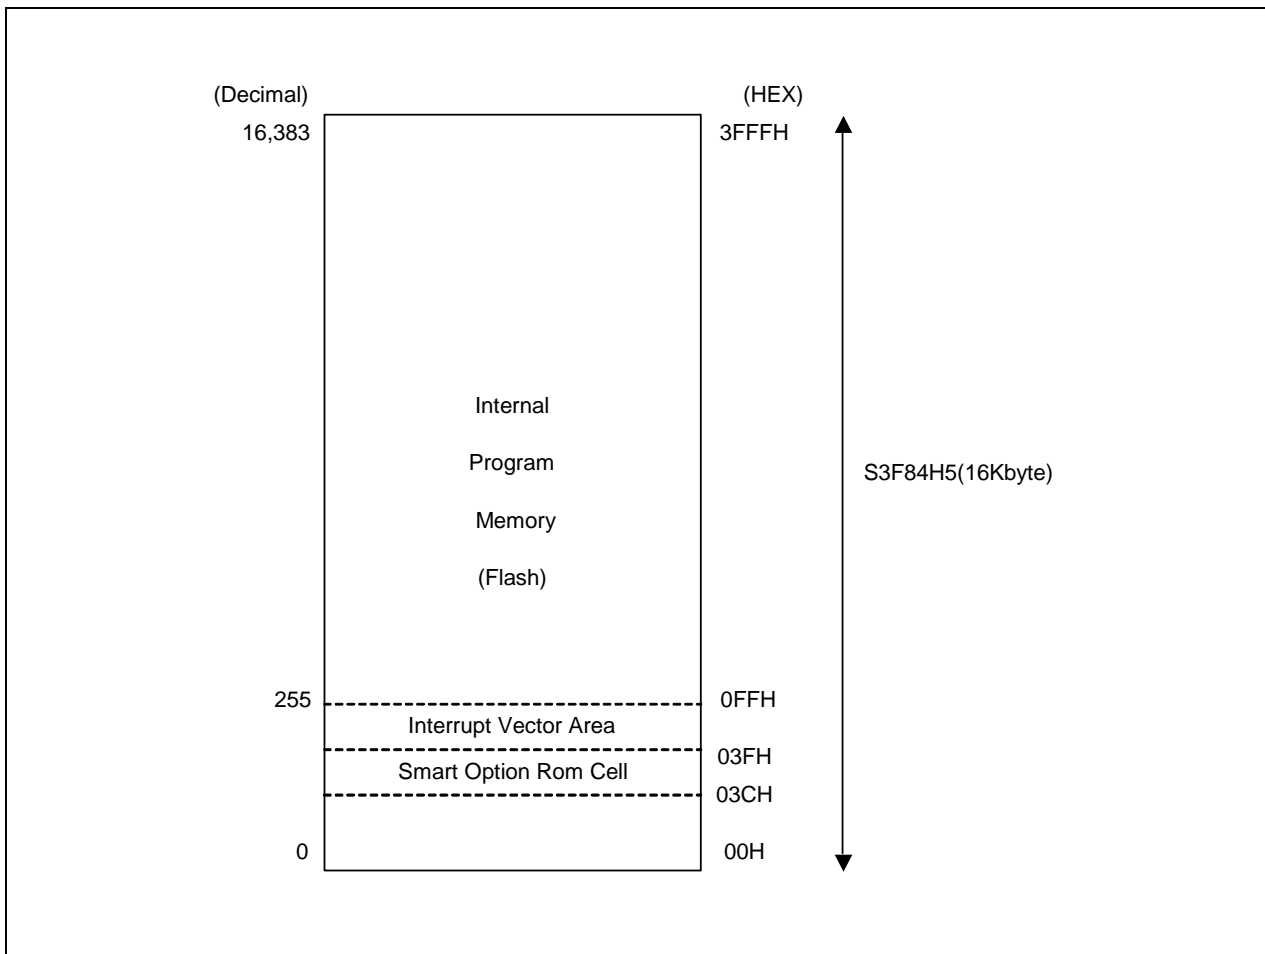 (Decimal) (HEX)
16,383 3FFFH
Internal
Program
S3F84H5(16Kbyte)
Memory
(Flash)
255 0FFH
Interrupt Vector Area
03FH
Smart Option Rom Cell
03CH
0 00H